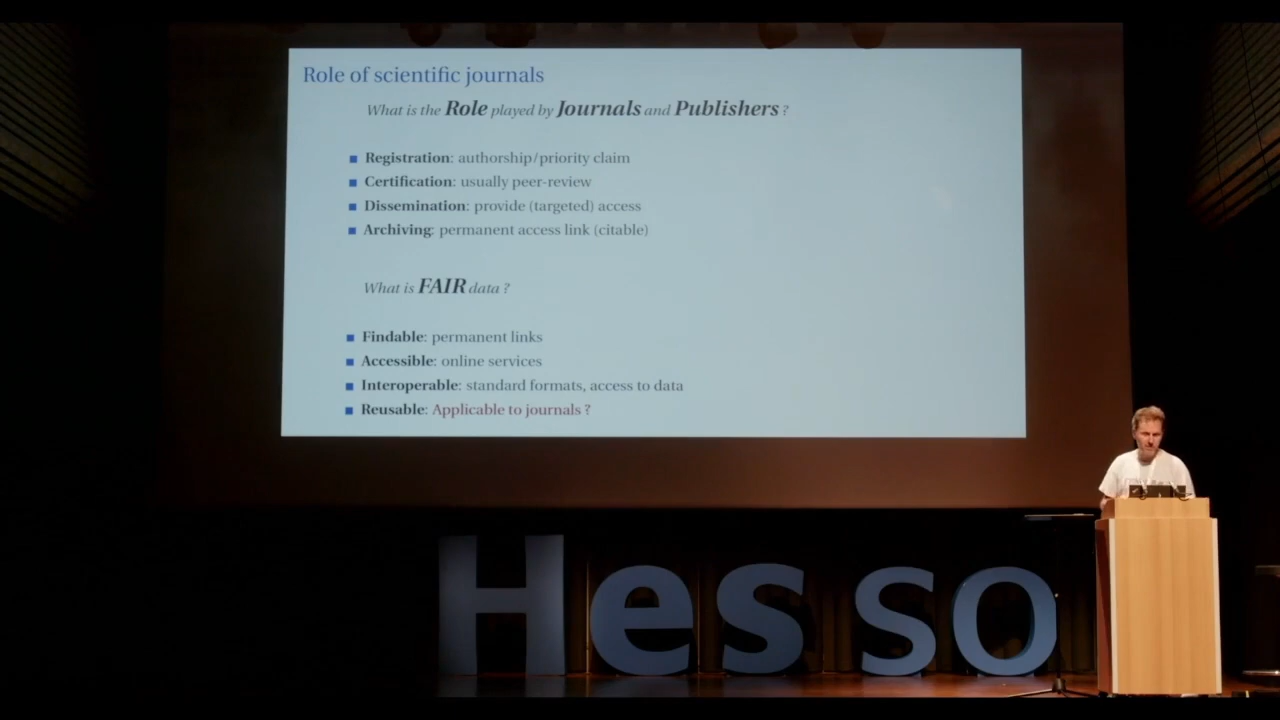 Role of scientific journals
What is the Role played by Journals and Publishers ?
■ Registration: authorship/priority claim
■ Certification: usually peer-review
■ Dissemination: provide (targeted) access
■ Archiving: permanent access link (citable)
What is FAIR data ?
■ Findable: permanent links
■ Accessible: online services
■ Interoperable: standard formats, access to data
■ Reusable: Applicable to journals ?
Hes so